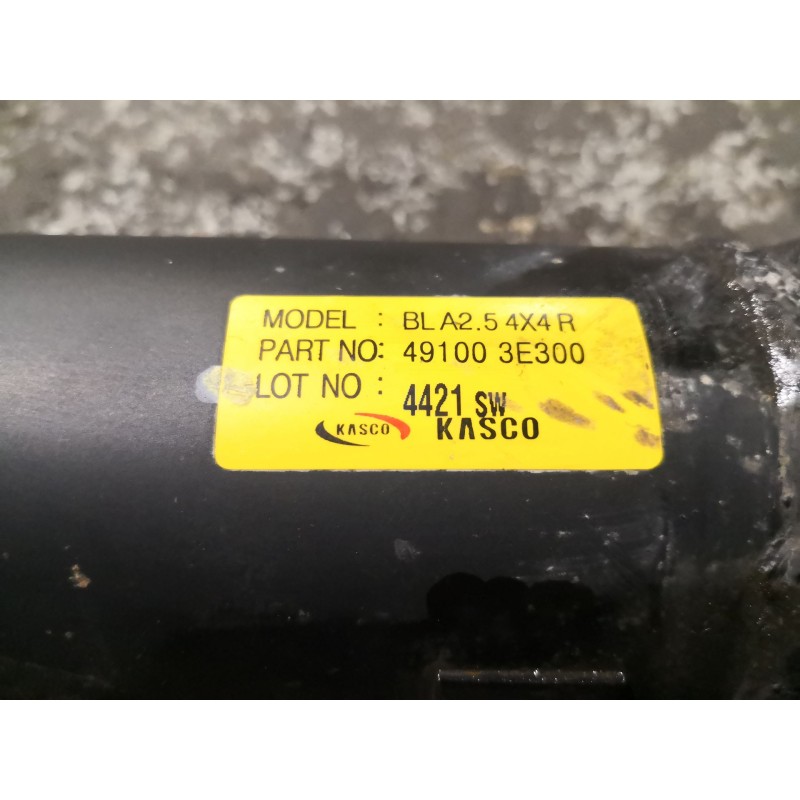 MODEL : BL A2.5 4X4 R
PART NO: 49100 3E300
LOT NO : 4421 SW
KASCO KASCO